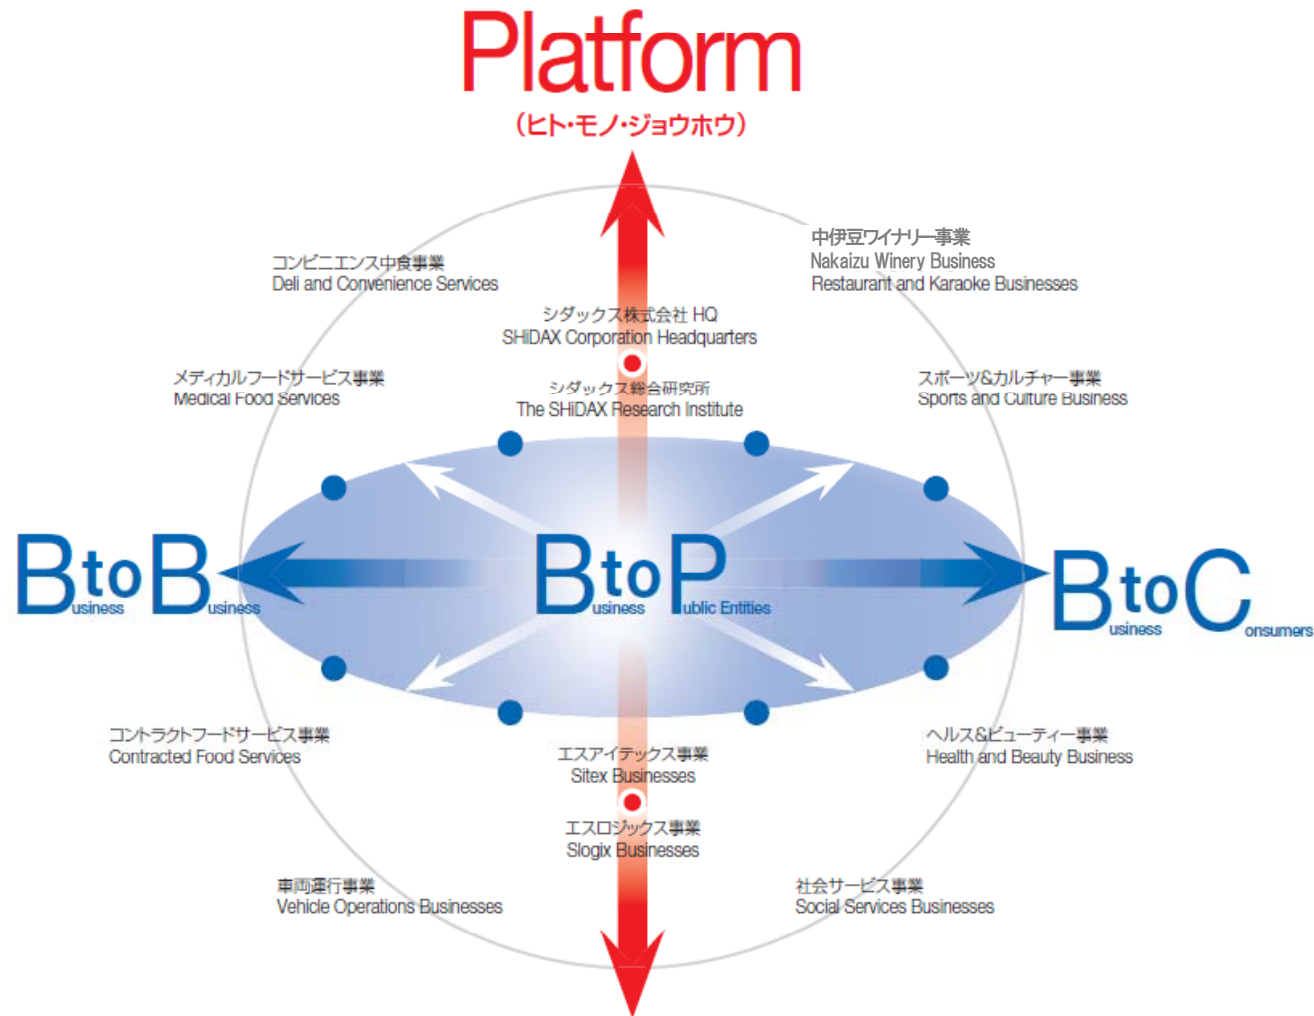 Platform
(ヒト・モノ・ジョウホウ)
コンビニエンス中食事業
Deli and Convenience Services
中伊豆ワイナリー事業
Nakaizu Winery Business
Restaurant and Karaoke Businesses
シダックス株式会社 HQ
SHiDAX Corporation Headquarters
メディカルフードサービス事業
Medical Food Services
シダックス総合研究所
The SHiDAX Research Institute
スポーツ&カルチャー事業
Sports and Culture Business
Business to Business
Business to Public Entities
Business to Consumers
コントラクトフードサービス事業
Contracted Food Services
エスアイテックス事業
Sitex Businesses
ヘルス&ビューティー事業
Health and Beauty Business
エスロジックス事業
Slogix Businesses
車両運行事業
Vehicle Operations Businesses
社会サービス事業
Social Services Businesses